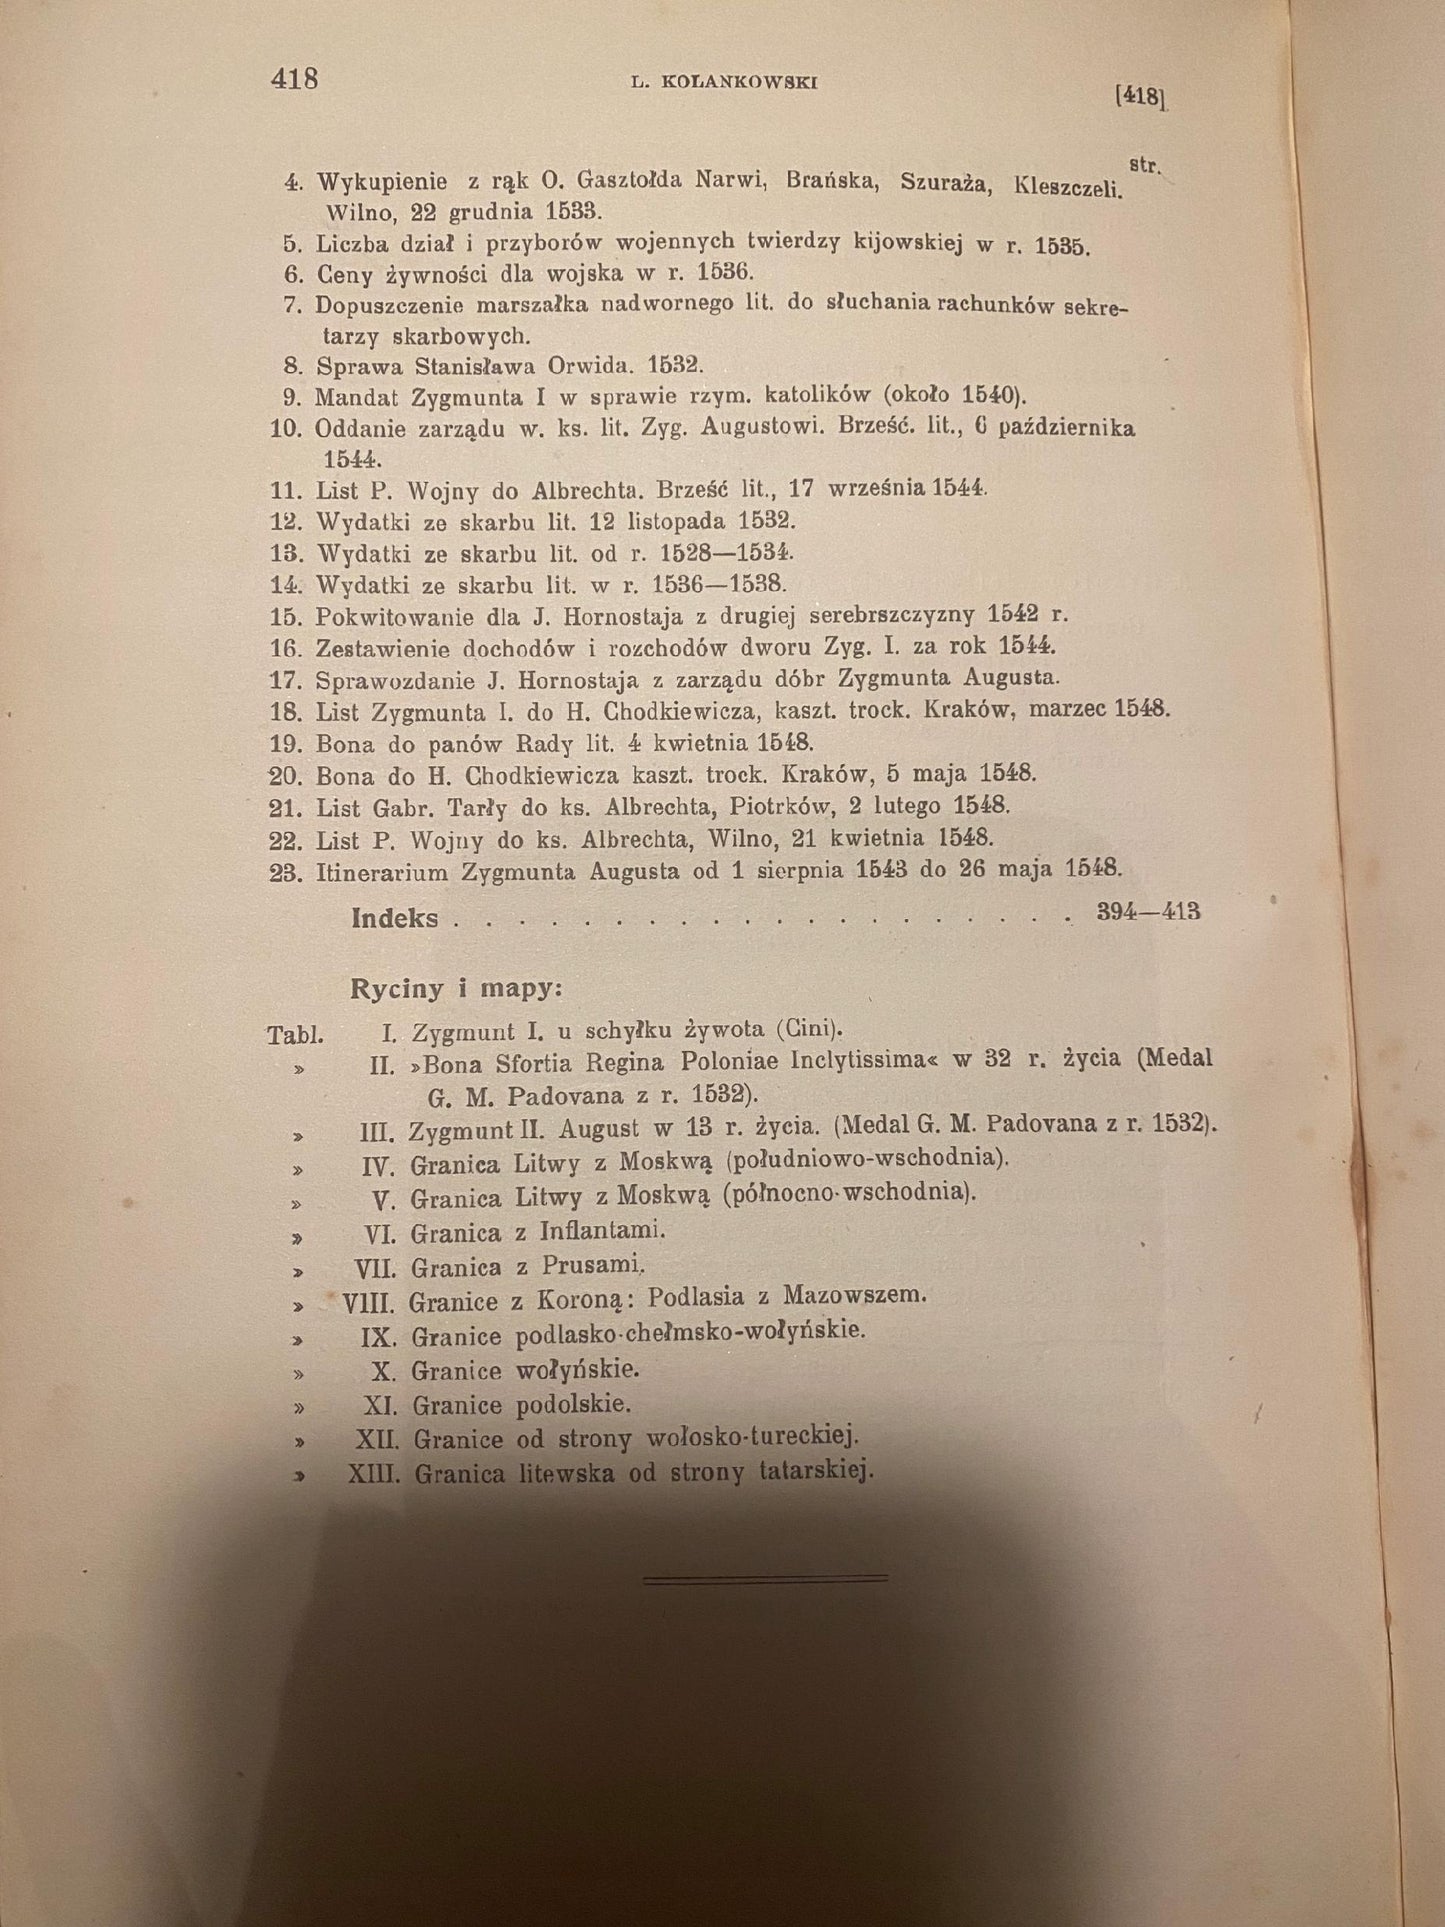 418 L. KOLANKOWSKI [418]
str.
4. Wykupienie z rąk O. Gasztołda Narwi, Brańska, Szuraża, Kleszczeli.
Wilno, 22 grudnia 1533.
5. Liczba dział i przyborów wojennych twierdzy kijowskiej w r. 1535.
6. Ceny żywności dla wojska w r. 1536.
7. Dopuszczenie marszałka nadwornego lit. do słuchania rachunków sekre-
tarzy skarbowych.
8. Sprawa Stanisława Orwida. 1532.
9. Mandat Zygmunta I w sprawie rzym. katolików (około 1540).
10. Oddanie zarządu w. ks. lit. Zyg. Augustowi. Brześć. lit., 6 października
1544.
11. List P. Wojny do Albrechta. Brześć lit., 17 września 1544.
12. Wydatki ze skarbu lit. 12 listopada 1532.
13. Wydatki ze skarbu lit. od r. 1528—1534.
14. Wydatki ze skarbu lit. w r. 1536—1538.
15. Pokwitowanie dla J. Hornostaja z drugiej serebrszczyzny 1542 r.
16. Zestawienie dochodów i rozchodów dworu Zyg. I. za rok 1544.
17. Sprawozdanie J. Hornostaja z zarządu dóbr Zygmunta Augusta.
18. List Zygmunta I. do H. Chodkiewicza, kaszt. trock. Kraków, marzec 1548.
19. Bona do panów Rady lit. 4 kwietnia 1548.
20. Bona do H. Chodkiewicza kaszt. trock. Kraków, 5 maja 1548.
21. List Gabr. Tarły do ks. Albrechta, Piotrków, 2 lutego 1548.
22. List P. Wojny do ks. Albrechta, Wilno, 21 kwietnia 1548.
23. Itinerarium Zygmunta Augusta od 1 sierpnia 1543 do 26 maja 1548.
Indeks . . . . . . . . . . . . . . . . . . . . 394—413
Ryciny i mapy:
Tabl. I. Zygmunt I. u schyłku żywota (Cini).
» II. »Bona Sfortia Regina Poloniae Inclytissima« w 32 r. życia (Medal
G. M. Padovana z r. 1532).
» III. Zygmunt II. August w 13 r. życia. (Medal G. M. Padovana z r. 1532).
» IV. Granica Litwy z Moskwą (południowo-wschodnia).
» V. Granica Litwy z Moskwą (północno-wschodnia).
» VI. Granica z Inflantami.
» VII. Granica z Prusami.
» VIII. Granice z Koroną: Podlasia z Mazowszem.
» IX. Granice podlasko-chełmsko-wołyńskie.
» X. Granice wołyńskie.
» XI. Granice podolskie.
» XII. Granice od strony wołosko-tureckiej.
» XIII. Granica litewska od strony tatarskiej.